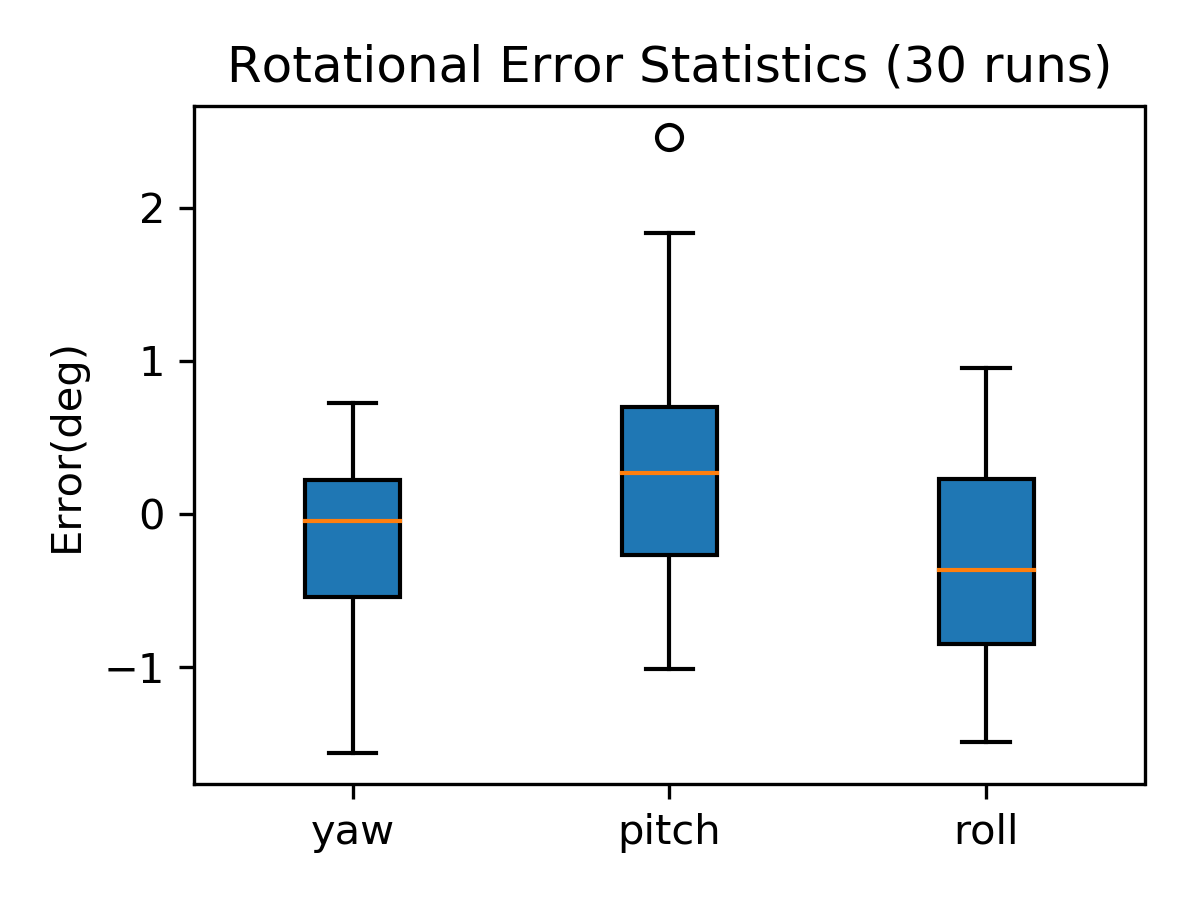 Rotational Error Statistics (30 runs)
Error(deg)
2
1
0
−1
yaw pitch roll